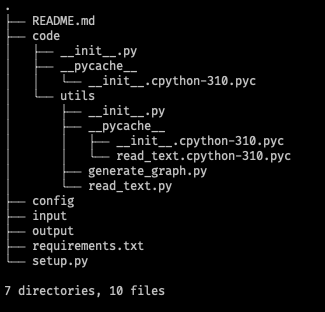 .
├── README.md
├── code
│   ├── __init__.py
│   ├── __pycache__
│   │   └── __init__.cpython-310.pyc
│   └── utils
│       ├── __init__.py
│       ├── __pycache__
│       │   ├── __init__.cpython-310.pyc
│       │   └── read_text.cpython-310.pyc
│       ├── generate_graph.py
│       └── read_text.py
├── config
├── input
├── output
├── requirements.txt
└── setup.py

7 directories, 10 files